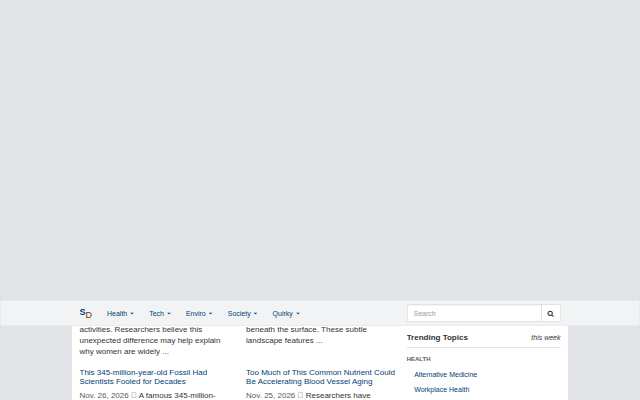 SD Health Tech Enviro Society Quirky Search
activities. Researchers believe this
unexpected difference may help explain
why women are widely ...
This 345-million-year-old Fossil Had
Scientists Fooled for Decades
Nov. 26, 2026 A famous 345-million-
beneath the surface. These subtle
landscape features ...
Too Much of This Common Nutrient Could
Be Accelerating Blood Vessel Aging
Nov. 25, 2026 Researchers have
Trending Topics this week
HEALTH
Alternative Medicine
Workplace Health